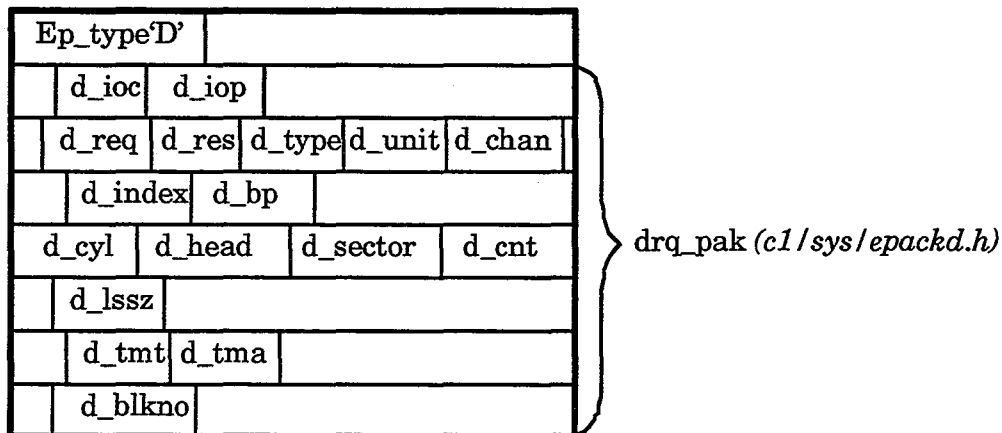 Ep_type‘D’
d_ioc d_iop
d_req d_res d_type d_unit d_chan
d_index d_bp
d_cyl d_head d_sector d_cnt
drq_pak (c1/sys/epackd.h)
d_lssz
d_tmt d_tma
d_blkno